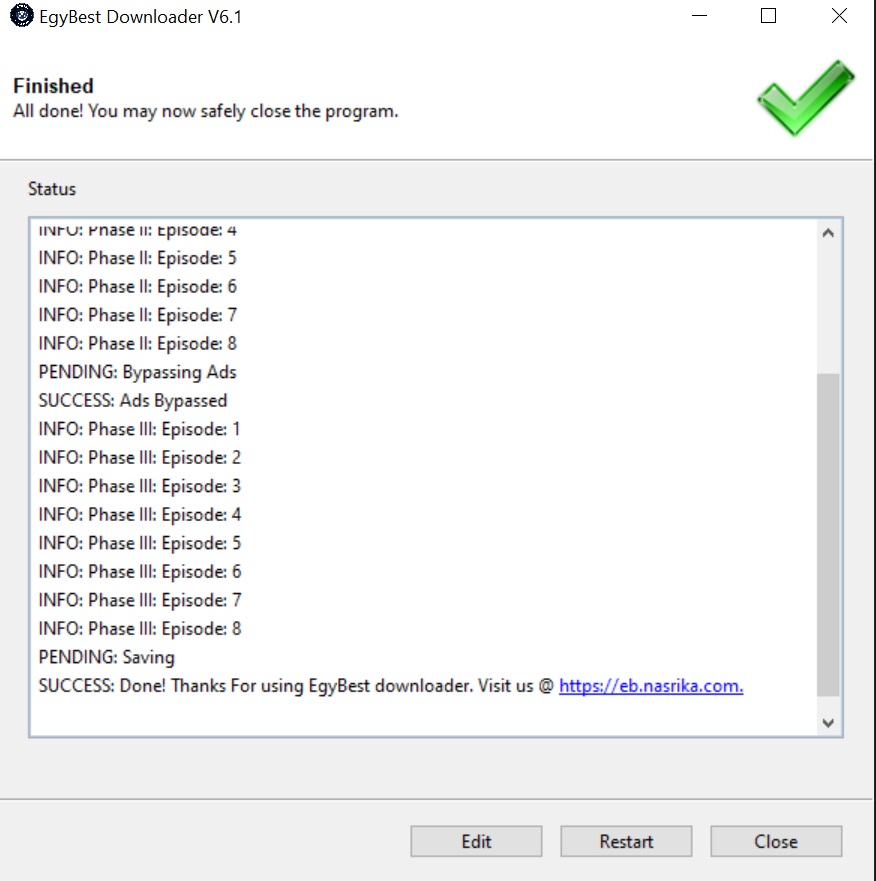 EgyBest Downloader V6.1
Finished
All done! You may now safely close the program.
Status
INFO: Phase II: Episode: 4
INFO: Phase II: Episode: 5
INFO: Phase II: Episode: 6
INFO: Phase II: Episode: 7
INFO: Phase II: Episode: 8
PENDING: Bypassing Ads
SUCCESS: Ads Bypassed
INFO: Phase III: Episode: 1
INFO: Phase III: Episode: 2
INFO: Phase III: Episode: 3
INFO: Phase III: Episode: 4
INFO: Phase III: Episode: 5
INFO: Phase III: Episode: 6
INFO: Phase III: Episode: 7
INFO: Phase III: Episode: 8
PENDING: Saving
SUCCESS: Done! Thanks For using EgyBest downloader. Visit us @ https://eb.nasrika.com.
Edit Restart Close